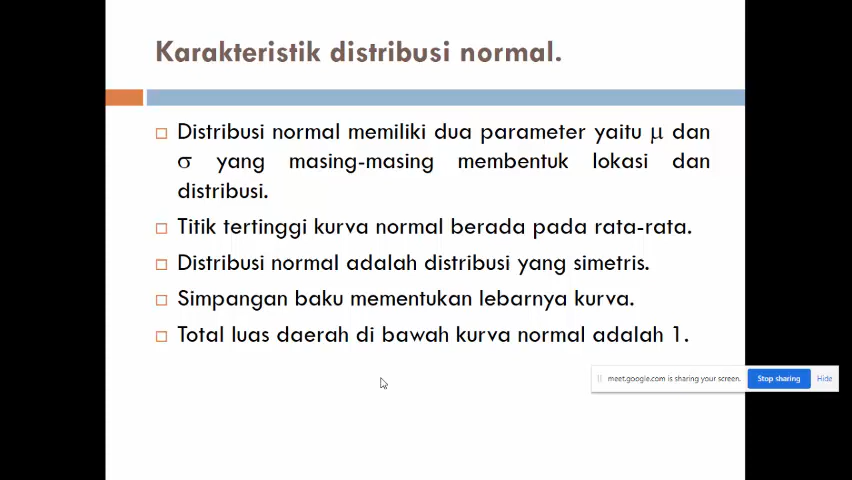 Karakteristik distribusi normal.
Distribusi normal memiliki dua parameter yaitu μ dan
σ yang masing-masing membentuk lokasi dan
distribusi.
Titik tertinggi kurva normal berada pada rata-rata.
Distribusi normal adalah distribusi yang simetris.
Simpangan baku mementukan lebarnya kurva.
Total luas daerah di bawah kurva normal adalah 1.
meet.google.com is sharing your screen. Stop sharing Hide